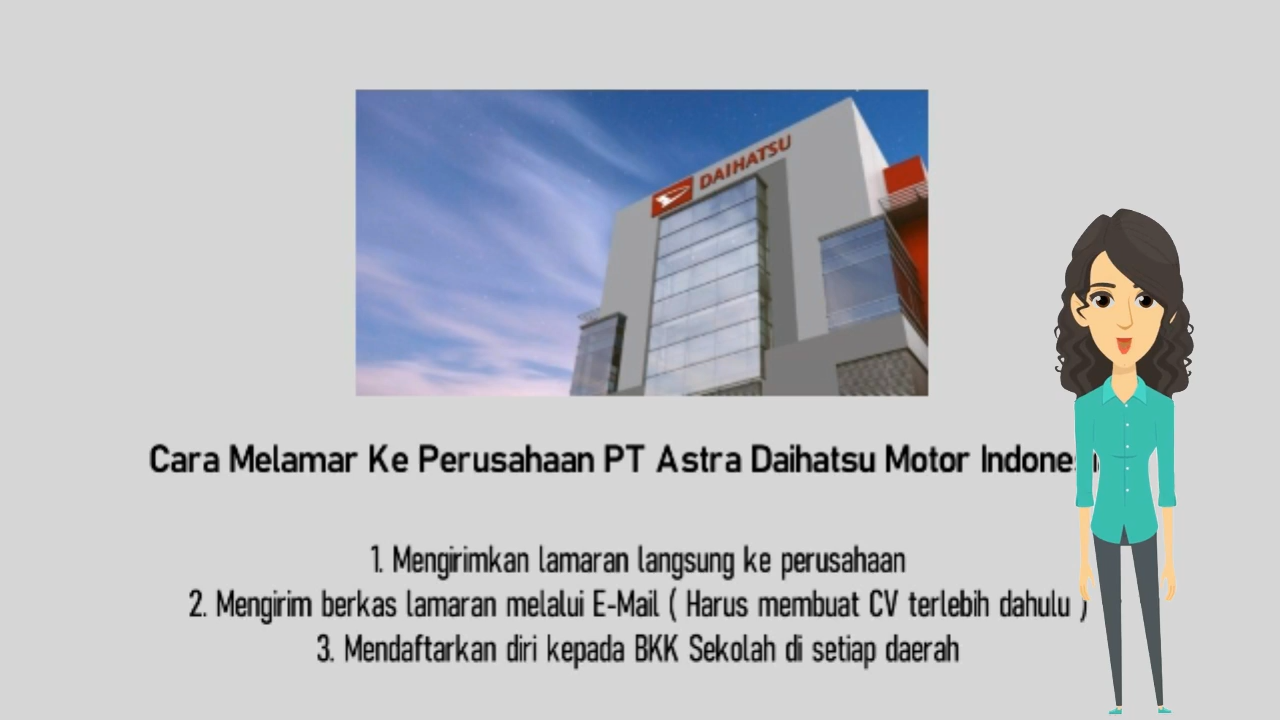 DAIHATSU
Cara Melamar Ke Perusahaan PT Astra Daihatsu Motor
1. Mengirimkan lamaran langsung ke perusahaan
2. Mengirim berkas lamaran melalui E-Mail ( Harus membuat CV terlebih dahulu )
3. Mendaftarkan diri kepada BKK Sekolah di setiap daerah